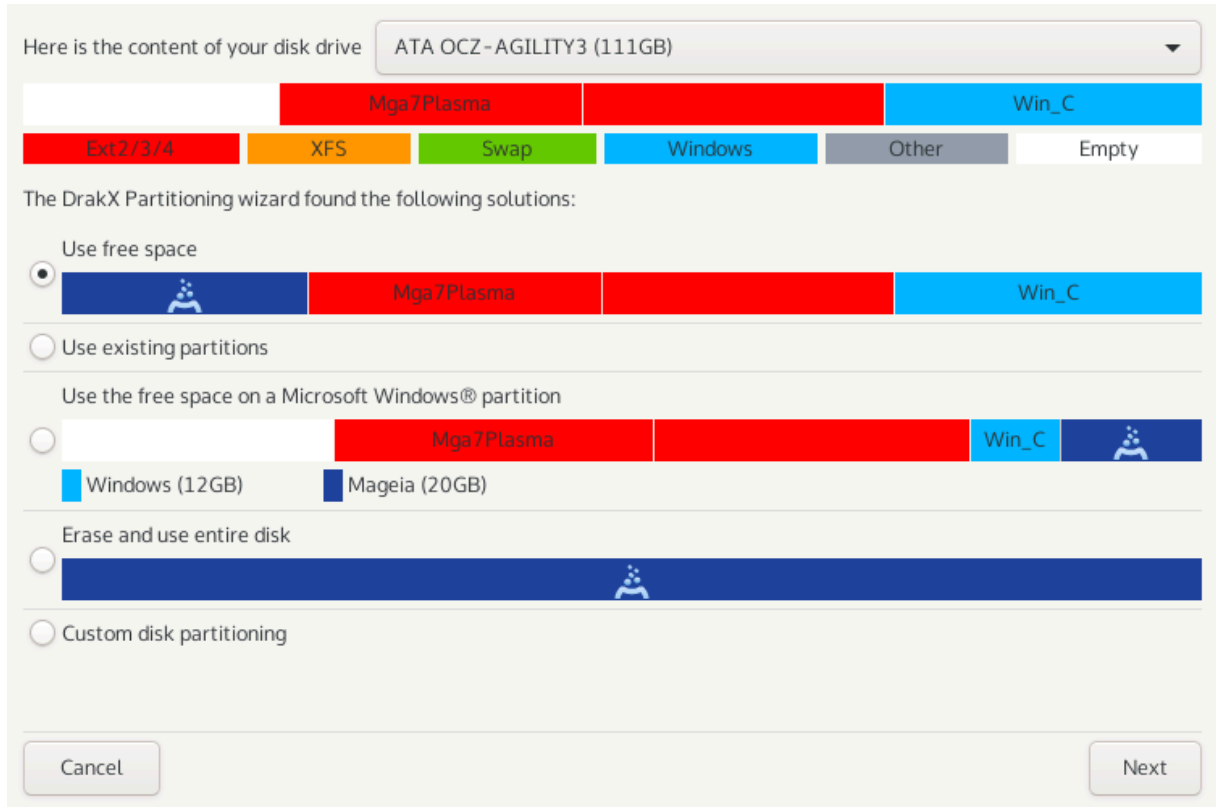 Here is the content of your disk drive ATA OCZ-AGILITY3 (111GB)
Mga7Plasma Win_C
Ext2/3/4 XFS Swap Windows Other Empty
The DrakX Partitioning wizard found the following solutions:
Use free space
Mga7Plasma Win_C
Use existing partitions
Use the free space on a Microsoft Windows® partition
Mga7Plasma Win_C
Windows (12GB) Mageia (20GB)
Erase and use entire disk
Custom disk partitioning
Cancel Next